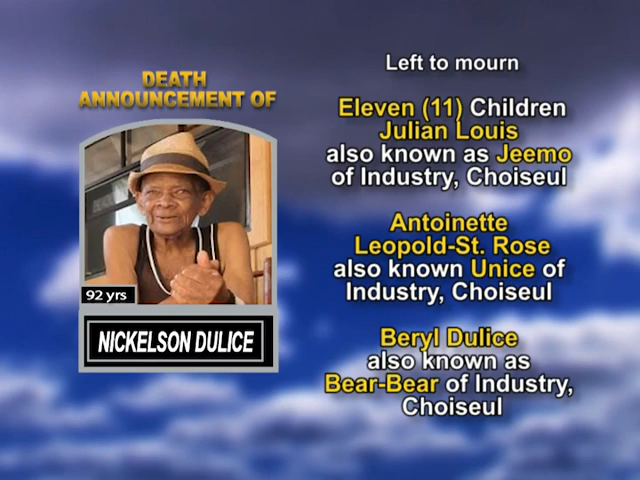 DEATH
ANNOUNCEMENT OF
92 yrs
NICKELSON DULICE
Left to mourn
Eleven (11) Children
Julian Louis
also known as Jeemo
of Industry, Choiseul
Antoinette
Leopold-St. Rose
also known Unice of
Industry, Choiseul
Beryl Dulice
also known as
Bear-Bear of Industry,
Choiseul